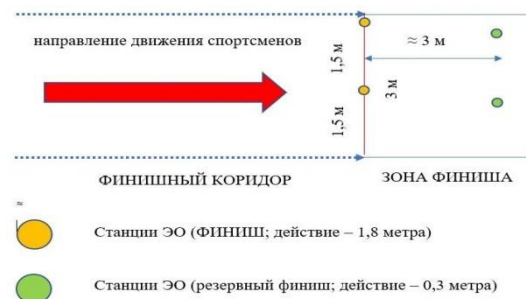 направление движения спортсменов
≈ 3 м
1,5 м
3 м
1,5 м
ФИНИШНЫЙ КОРИДОР
ЗОНА ФИНИША
≈
Станции ЭО (ФИНИШ; действие – 1,8 метра)
Станции ЭО (резервный финиш; действие – 0,3 метра)